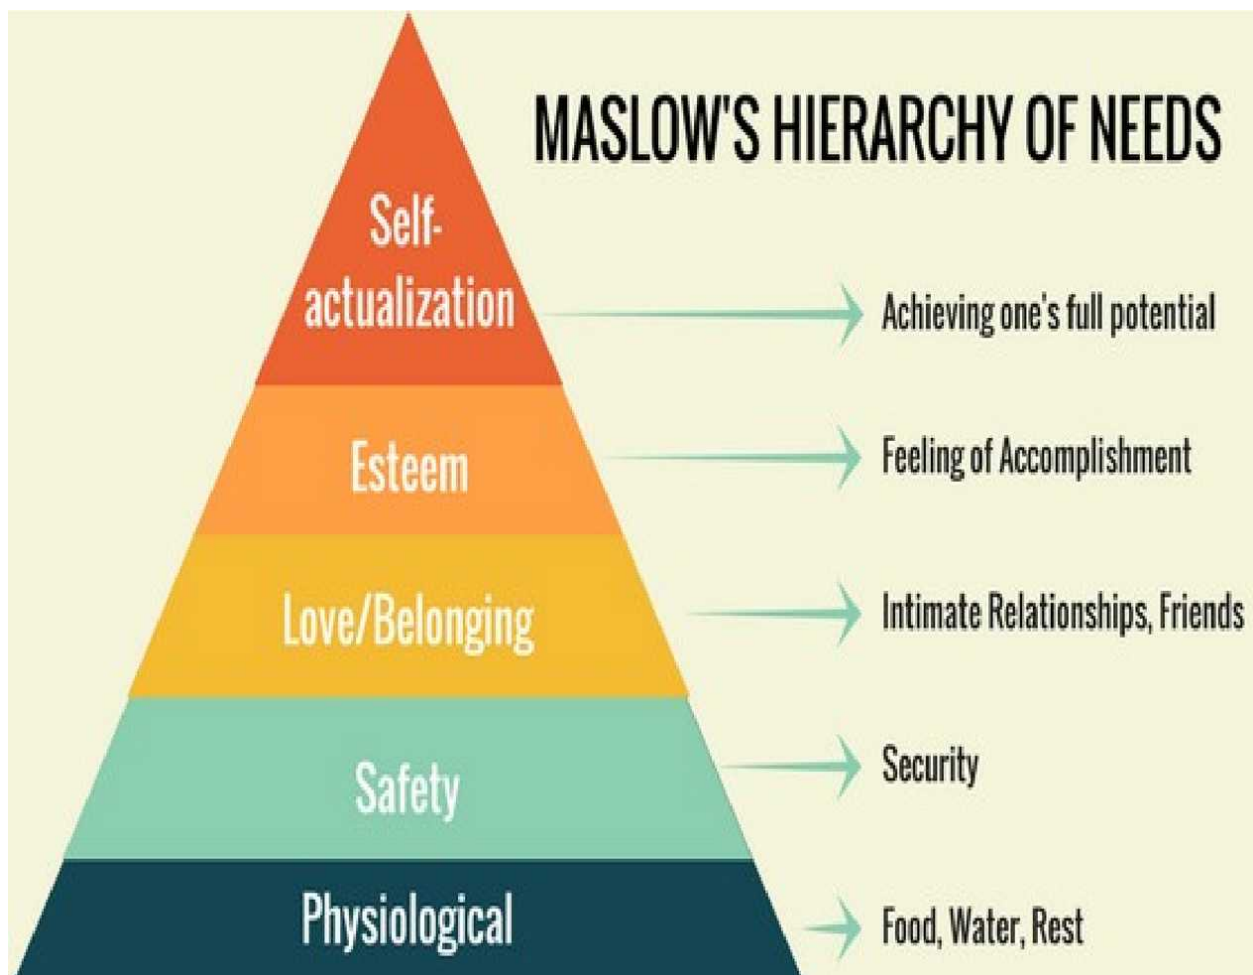 MASLOW'S HIERARCHY OF NEEDS
Self-
actualization
Achieving one's full potential
Esteem
Feeling of Accomplishment
Love/Belonging
Intimate Relationships, Friends
Safety
Security
Physiological
Food, Water, Rest